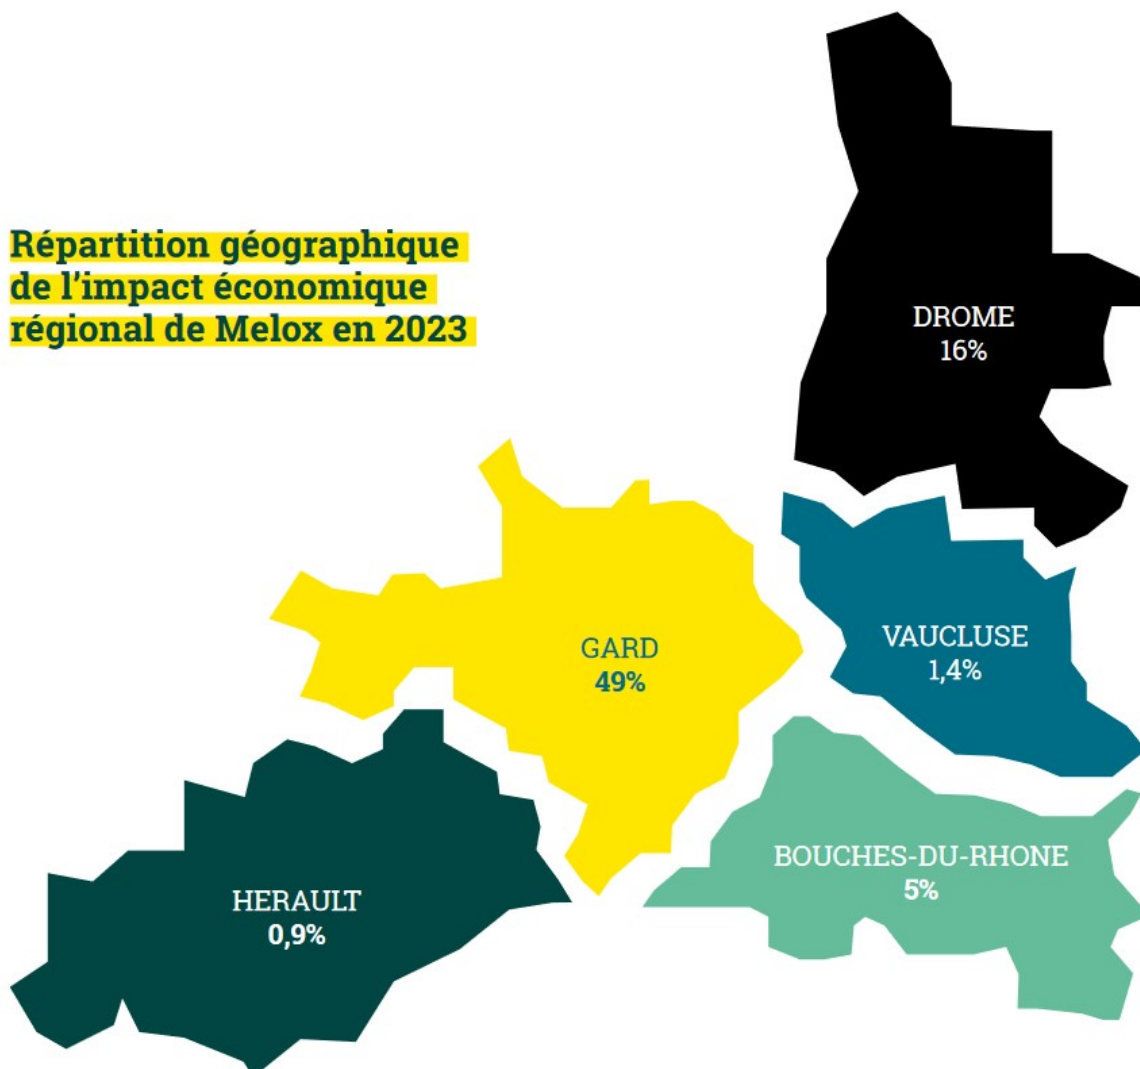 Répartition géographique
de l'impact économique
régional de Melox en 2023
DROME
16%
GARD
49%
VAUCLUSE
1,4%
BOUCHES-DU-RHONE
5%
HERAULT
0,9%